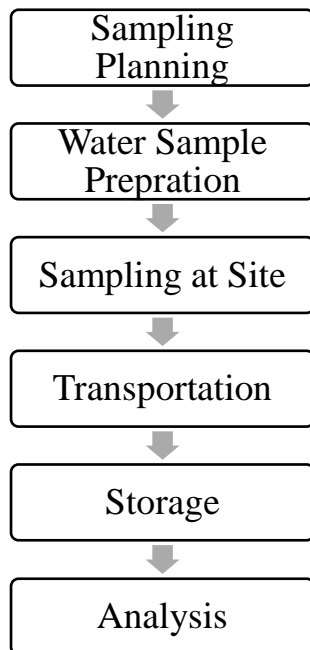 Sampling
Planning
Water Sample
Prepration
Sampling at Site
Transportation
Storage
Analysis